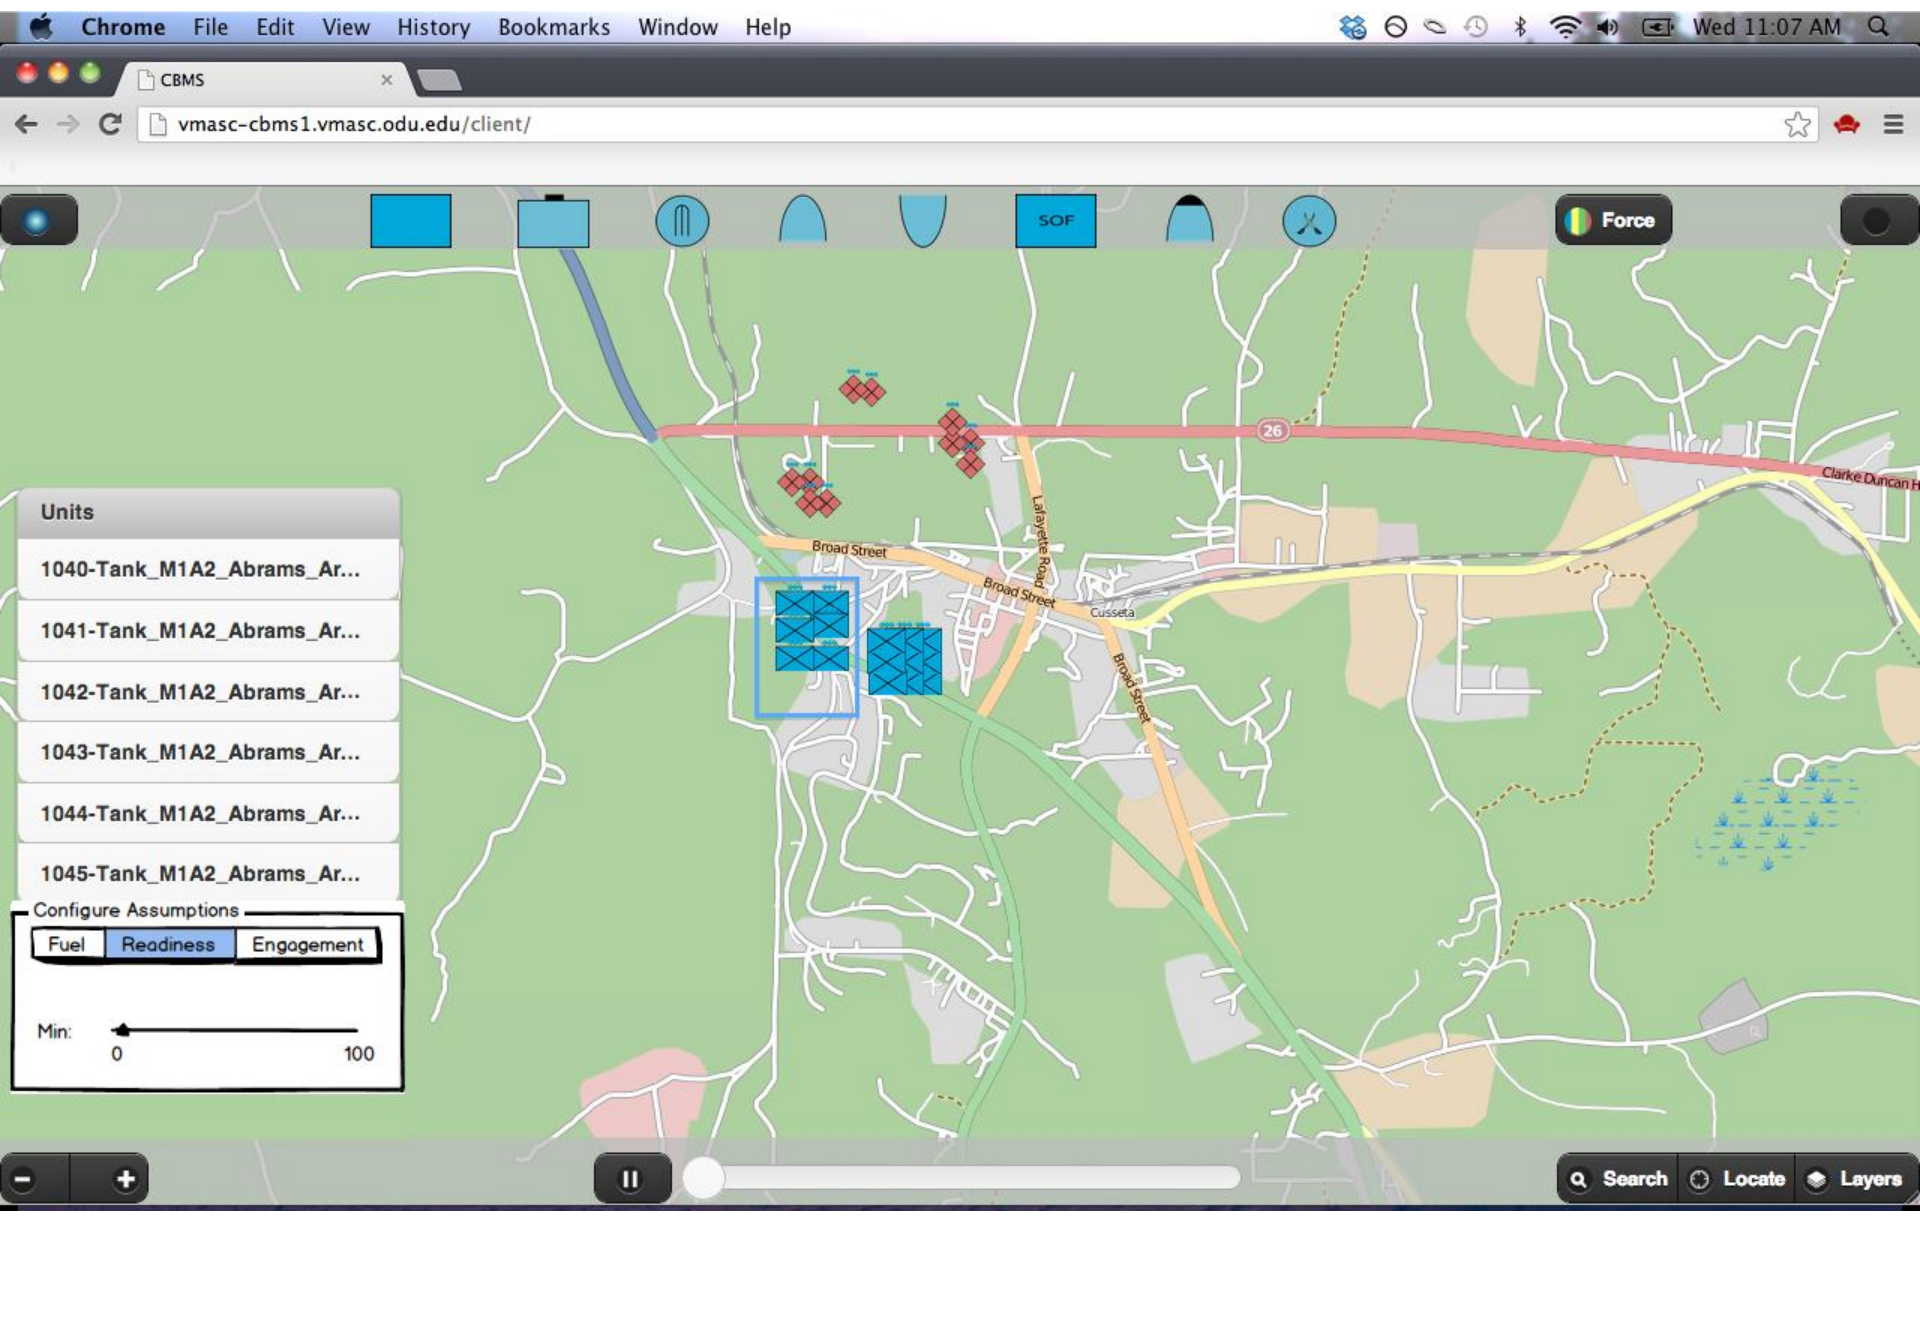 Chrome File Edit View History Bookmarks Window Help Wed 11:07 AM
CBMS
vmasc-cbms1.vmasc.odu.edu/client/
SOF
Force
26
Clarke Duncan H
Units
Lafayette Road
1040-Tank_M1A2_Abrams_Ar...
Broad Street
Broad Street
Cusseta
1041-Tank_M1A2_Abrams_Ar...
1042-Tank_M1A2_Abrams_Ar...
Broad Street
1043-Tank_M1A2_Abrams_Ar...
1044-Tank_M1A2_Abrams_Ar...
1045-Tank_M1A2_Abrams_Ar...
Configure Assumptions
Fuel Readiness Engagement
Min:
0 100
Search Locate Layers